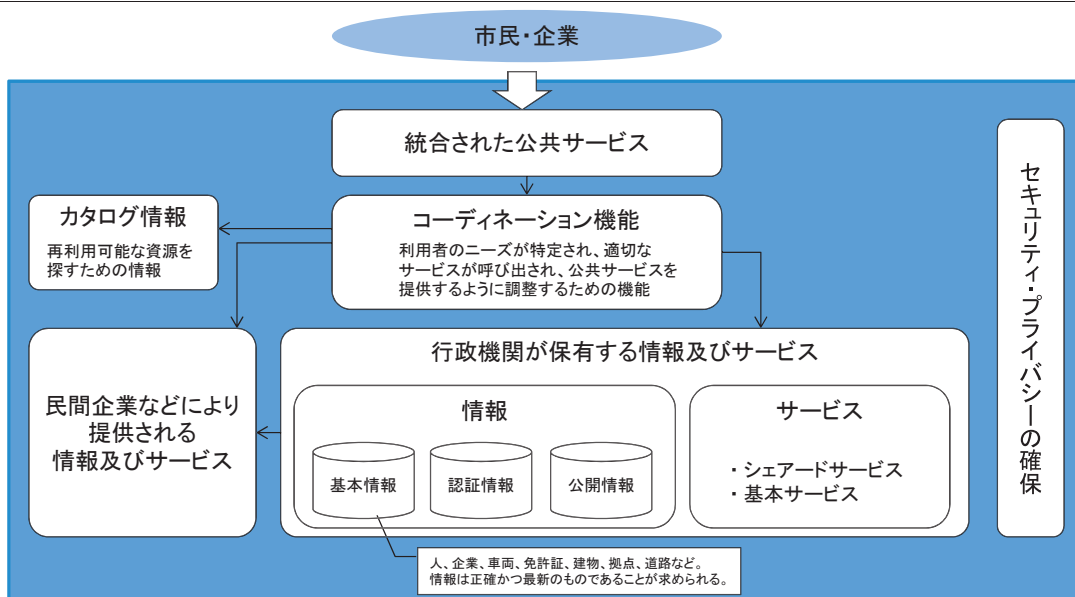 市民・企業
統合された公共サービス
カタログ情報
再利用可能な資源を
探すための情報
コーディネーション機能
利用者のニーズが特定され、適切な
サービスが呼び出され、公共サービスを
提供するように調整するための機能
民間企業などにより
提供される
情報及びサービス
行政機関が保有する情報及びサービス
情報
基本情報
認証情報
公開情報
サービス
・シェアードサービス
・基本サービス
人、企業、車両、免許証、建物、拠点、道路など。
情報は正確かつ最新のものであることが求められる。
セキュリティ・プライバシーの確保